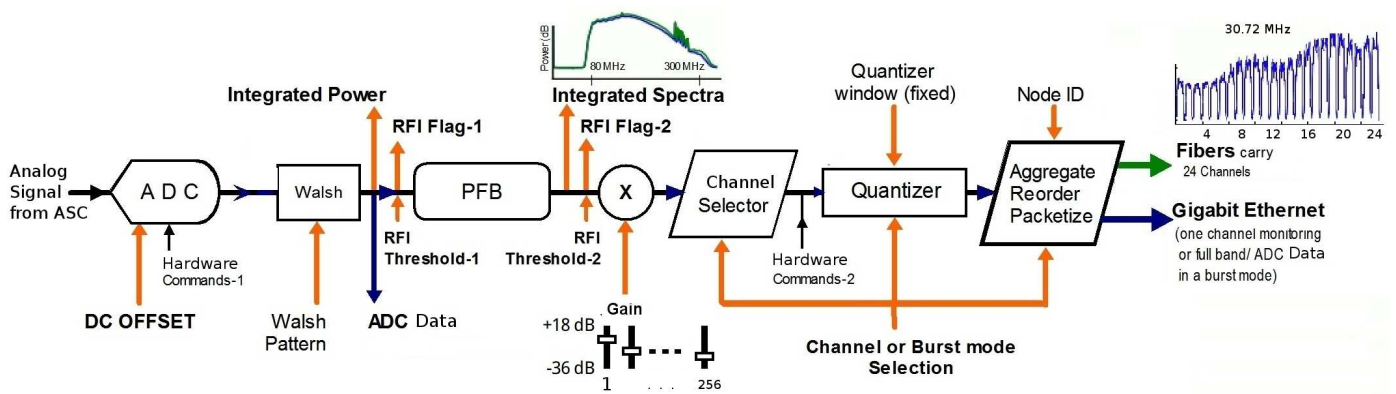 Power (dB
80 MHz
300 MHz
30.72 MHz
4 8 12 16 20 24
Integrated Power
Integrated Spectra
RFI Flag-1
RFI Flag-2
Quantizer
window (fixed)
Node ID
Analog
Signal
from ASC
A D C
Walsh
PFB
X
Channel
Selector
Quantizer
Aggregate
Reorder
Packetize
Fibers carry
24 Channels
Gigabit Ethernet
(one channel monitoring
or full band/ ADC Data
in a burst mode)
RFI
Threshold-1
RFI
Threshold-2
Hardware
Commands-1
Hardware
Commands-2
DC OFFSET
Walsh
Pattern
ADC Data
Gain
+18 dB
-36 dB
1 . . . 256
Channel or Burst mode
Selection